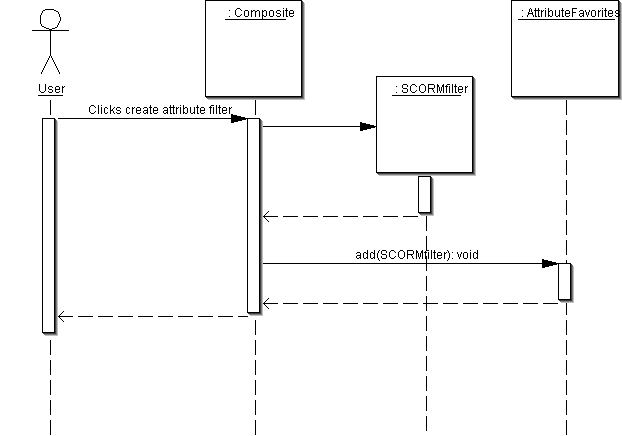 : Composite
: AttributeFavorites
User
: SCORMfilter
Clicks create attribute filter
add(SCORMfilter): void